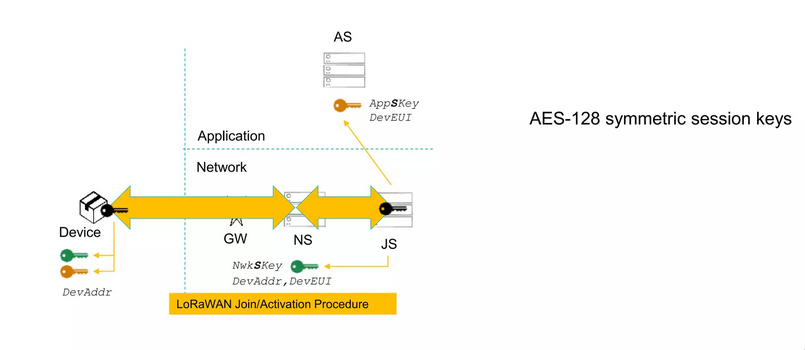 AS
AppSKey
DevEUI
AES-128 symmetric session keys
Application
Network
Device
GW
NS
JS
NwkSKey
DevAddr,DevEUI
DevAddr
LoRaWAN Join/Activation Procedure